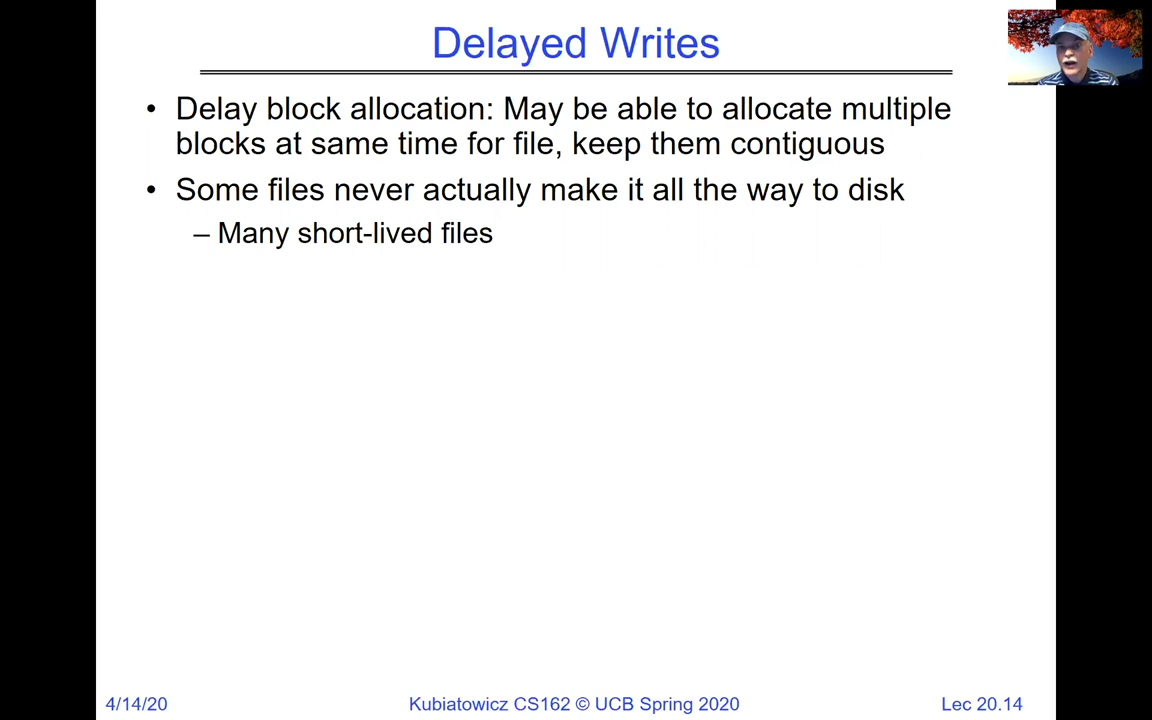 Delayed Writes
• Delay block allocation: May be able to allocate multiple
blocks at same time for file, keep them contiguous
• Some files never actually make it all the way to disk
– Many short-lived files
4/14/20
Kubiatowicz CS162 © UCB Spring 2020
Lec 20.14